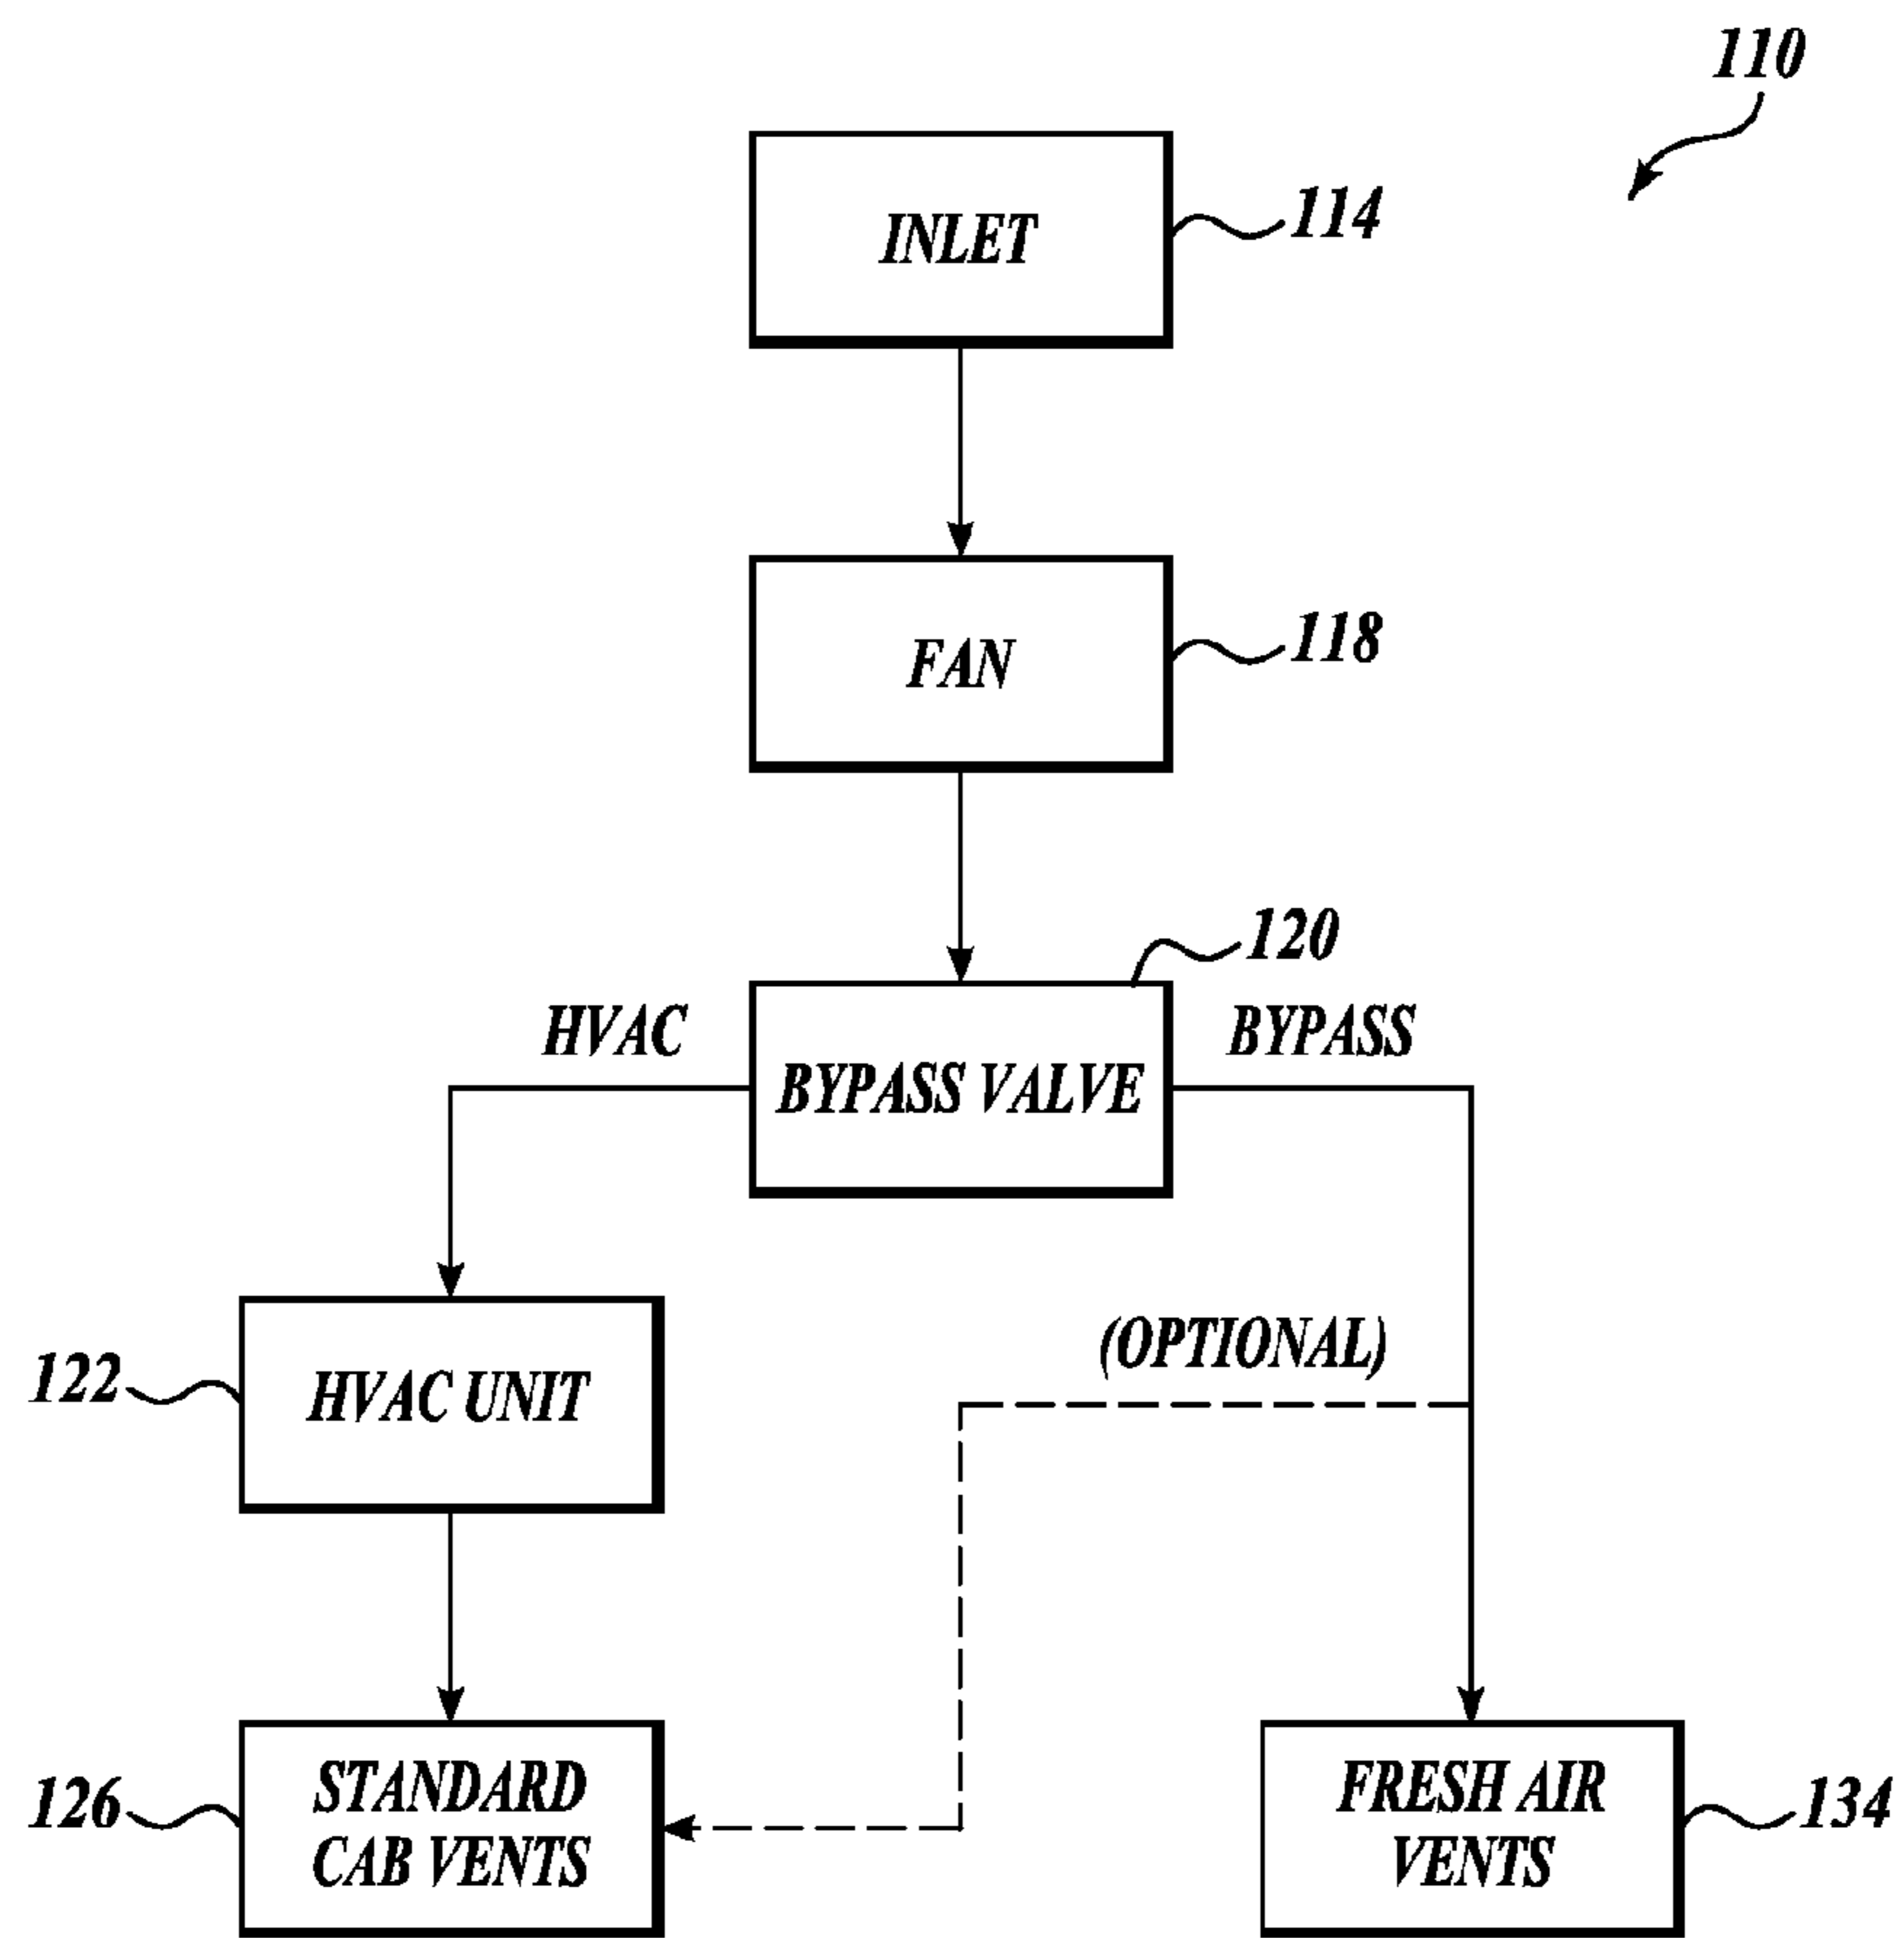 110
INLET
114
FAN
118
120
HVAC
BYPASS
BYPASS VALVE
(OPTIONAL)
122
HVAC UNIT
126
STANDARD
CAB VENTS
FRESH AIR
VENTS
134